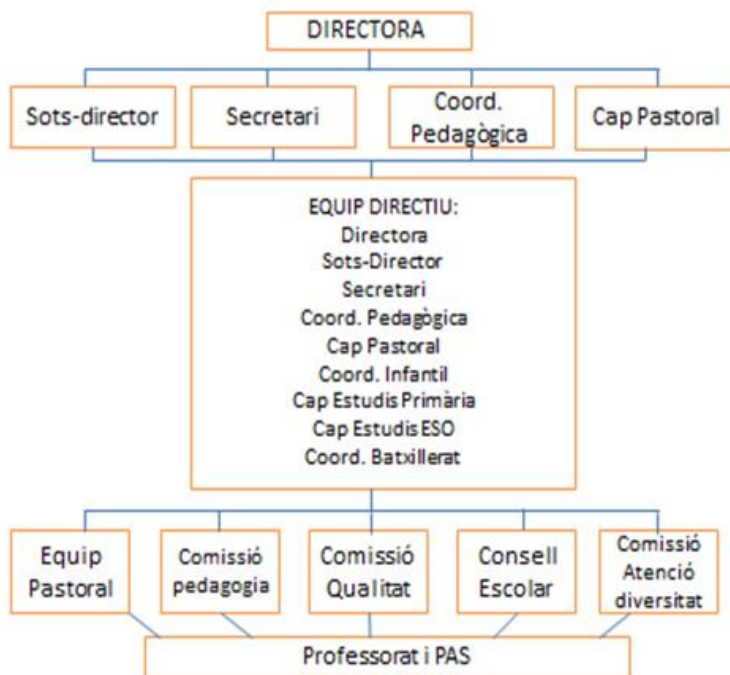 DIRECTORA
Sots-director
Secretari
Coord.
Pedagògica
Cap Pastoral
EQUIP DIRECTIU:
Directora
Sots-Director
Secretari
Coord. Pedagògica
Cap Pastoral
Coord. Infantil
Cap Estudis Primària
Cap Estudis ESO
Coord. Batxillerat
Equip
Pastoral
Comissió
pedagogia
Comissió
Qualitat
Consell
Escolar
Comissió
Atenció
diversitat
Professorat i PAS